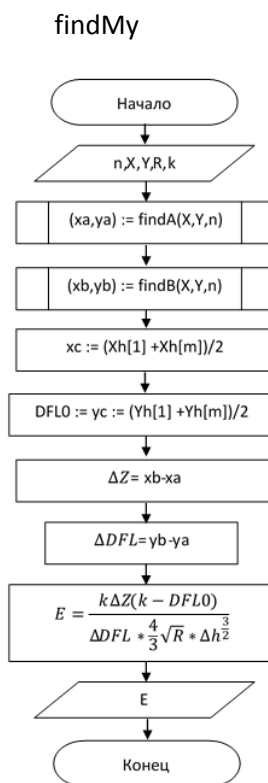 findMy
Начало
n,X,Y,R,k
(xa,ya) := findA(X,Y,n)
(xb,yb) := findB(X,Y,n)
xc := (Xh[1] +Xh[m])/2
DFL0 := yc := (Yh[1] +Yh[m])/2
ΔZ= xb-xa
ΔDFL=yb-ya
E = kΔZ(k − DFL0) / ΔDFL ∗ 4/3 √R ∗ Δh^3/2
E
Конец